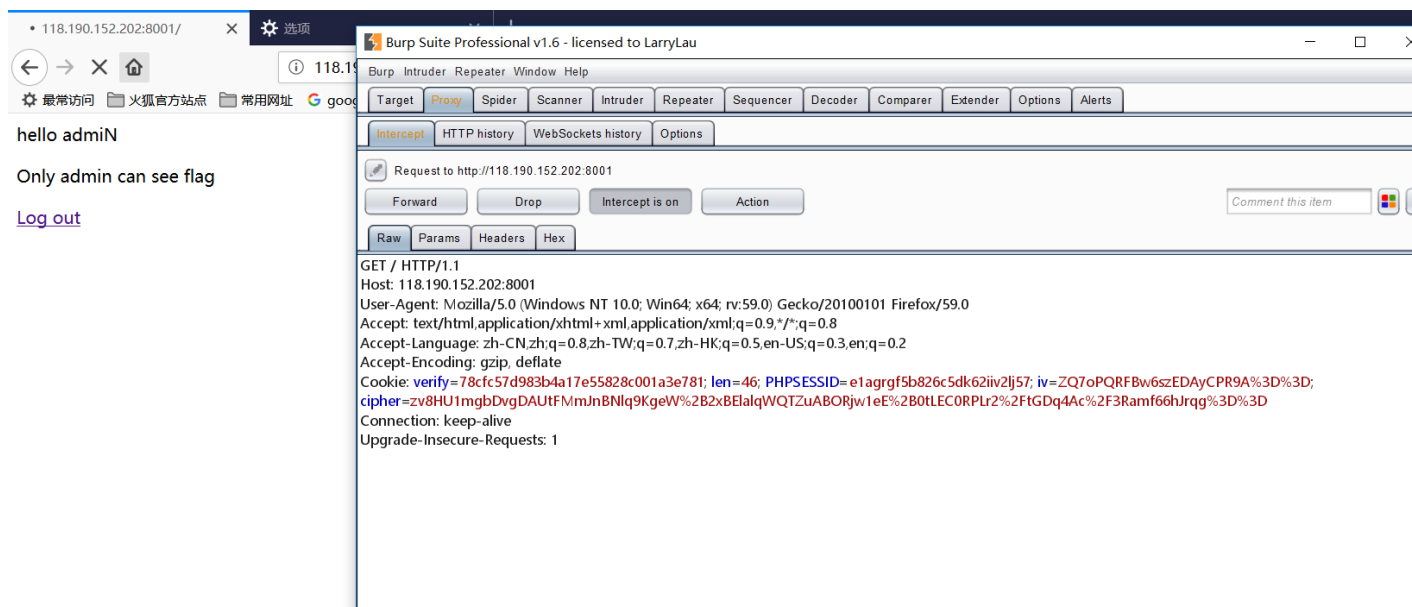 118.190.152.202:8001/
选项
118.19
最常访问 火狐官方站点 常用网址 goog
hello admiN
Only admin can see flag
Log out
Burp Suite Professional v1.6 - licensed to LarryLau
Burp Intruder Repeater Window Help
Target Proxy Spider Scanner Intruder Repeater Sequencer Decoder Comparer Extender Options Alerts
Intercept HTTP history WebSockets history Options
Request to http://118.190.152.202:8001
Forward Drop Intercept is on Action Comment this item
Raw Params Headers Hex
GET / HTTP/1.1
Host: 118.190.152.202:8001
User-Agent: Mozilla/5.0 (Windows NT 10.0; Win64; x64; rv:59.0) Gecko/20100101 Firefox/59.0
Accept: text/html,application/xhtml+xml,application/xml;q=0.9,*/*;q=0.8
Accept-Language: zh-CN,zh;q=0.8,zh-TW;q=0.7,zh-HK;q=0.5,en-US;q=0.3,en;q=0.2
Accept-Encoding: gzip, deflate
Cookie: verify=78cfc57d983b4a17e55828c001a3e781; len=46; PHPSESSID=e1agrgf5b826c5dk62iiv2lj57; iv=ZQ7oPQRFBw6szEDAyCPR9A%3D%3D;
cipher=zv8HU1mgbDvgDAUtFMmJnBNlq9KgeW%2B2xBElalqWQTZuABORjw1eE%2B0tLEC0RPLr2%2FtGDq4Ac%2F3Ramf66hJrqg%3D%3D
Connection: keep-alive
Upgrade-Insecure-Requests: 1